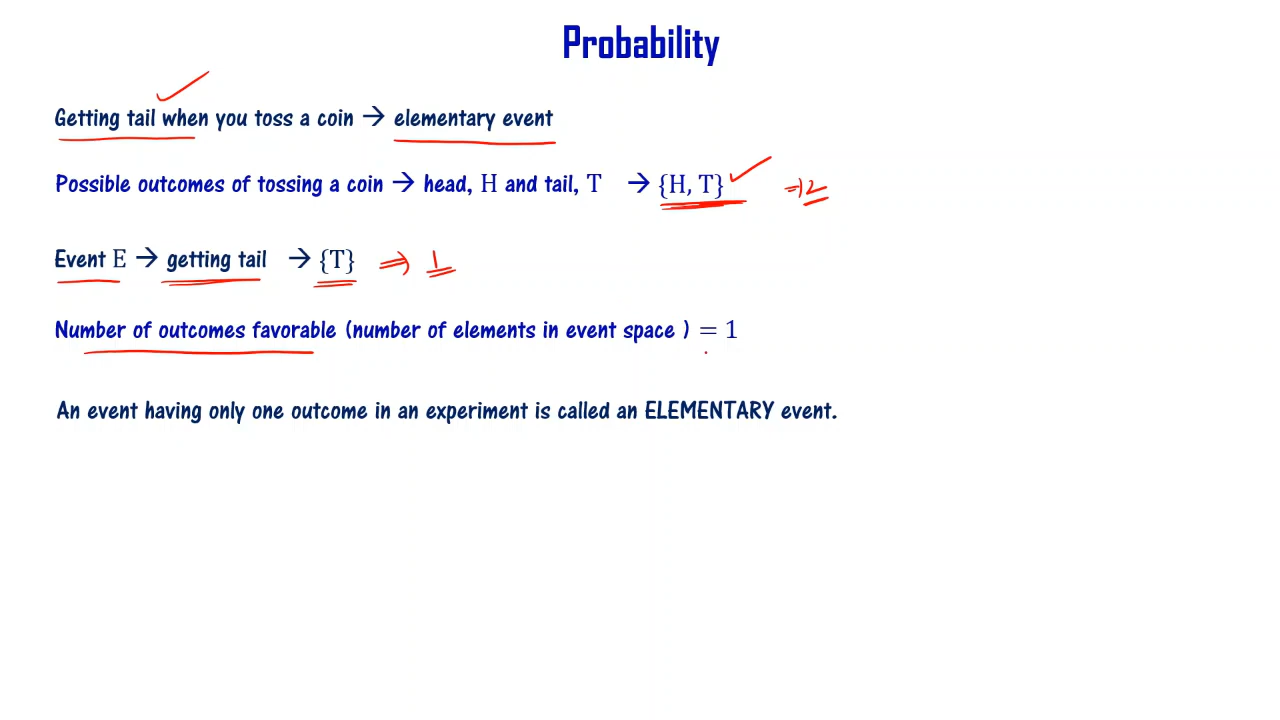 Probability
Getting tail when you toss a coin → elementary event
Possible outcomes of tossing a coin → head, H and tail, T → {H, T} ⇒ 2
Event E → getting tail → {T} ⇒ 1
Number of outcomes favorable (number of elements in event space ) = 1
An event having only one outcome in an experiment is called an ELEMENTARY event.